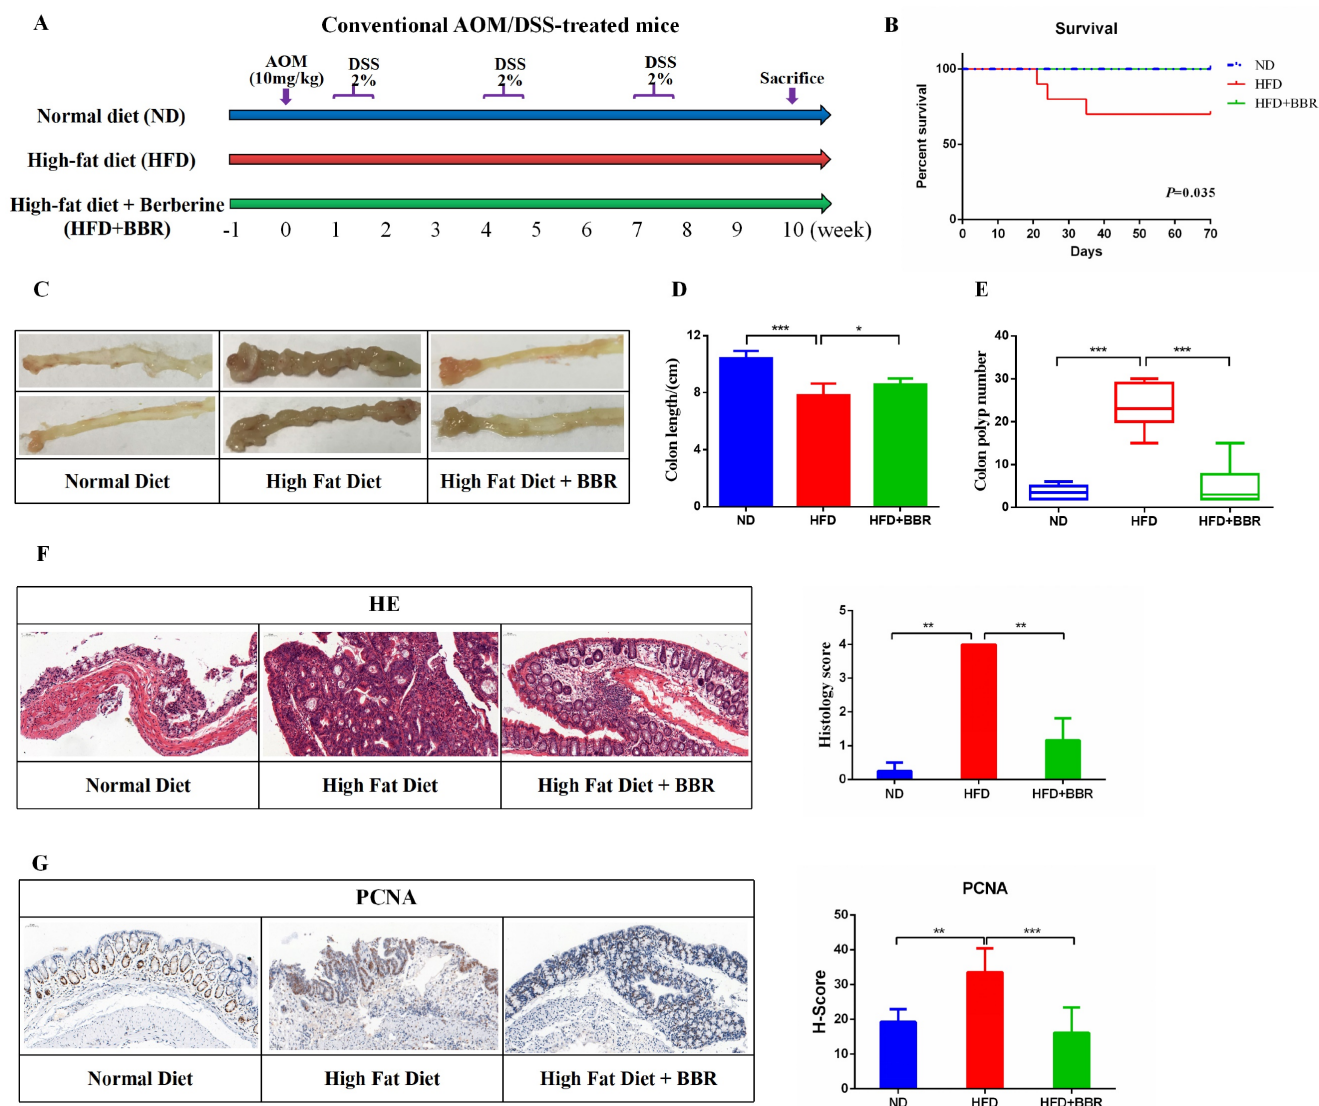 A
Conventional AOM/DSS-treated mice
AOM
(10mg/kg)
DSS
2%
DSS
2%
DSS
2%
Sacrifice
Normal diet (ND)
High-fat diet (HFD)
High-fat diet + Berberine
(HFD+BBR)
-1 0 1 2 3 4 5 6 7 8 9 10 (week)
B
Survival
Percent survival
100
50
0
0 10 20 30 40 50 60 70
Days
P=0.035
ND
HFD
HFD+BBR
C
Normal Diet
High Fat Diet
High Fat Diet + BBR
D
Colon length/(cm)
12
8
4
0
*** *
ND HFD HFD+BBR
E
Colon polyp number
40
30
20
10
0
*** ***
ND HFD HFD+BBR
F
HE
Normal Diet
High Fat Diet
High Fat Diet + BBR
Histology score
5
4
3
2
1
0
** **
ND HFD HFD+BBR
G
PCNA
Normal Diet
High Fat Diet
High Fat Diet + BBR
PCNA
H-Score
50
40
30
20
10
0
** ***
ND HFD HFD+BBR